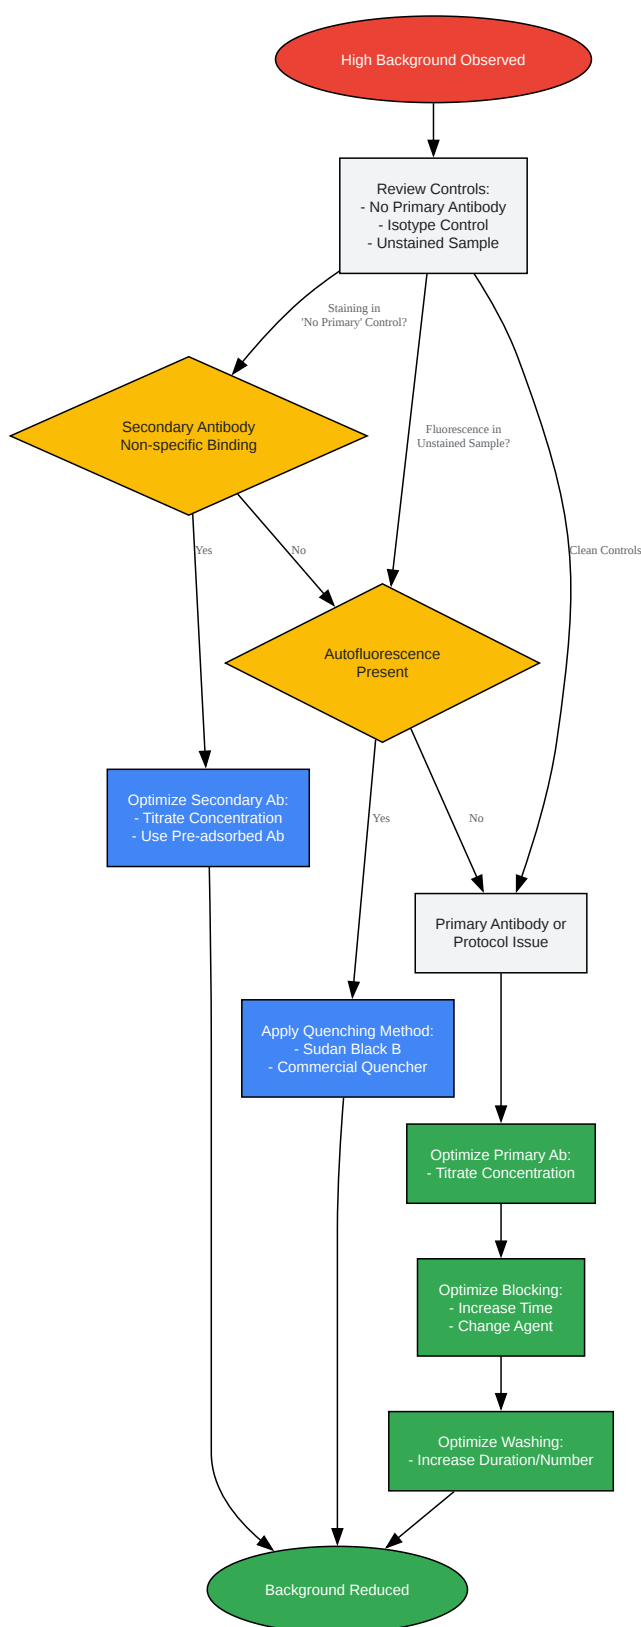 High Background Observed
Review Controls:
- No Primary Antibody
- Isotype Control
- Unstained Sample
Staining in
'No Primary' Control?
Secondary Antibody
Non-specific Binding
Fluorescence in
Unstained Sample?
Yes
No
Clean Controls
Autofluorescence
Present
Optimize Secondary Ab:
- Titrate Concentration
- Use Pre-adsorbed Ab
Yes
No
Primary Antibody or
Protocol Issue
Apply Quenching Method:
- Sudan Black B
- Commercial Quencher
Optimize Primary Ab:
- Titrate Concentration
Optimize Blocking:
- Increase Time
- Change Agent
Optimize Washing:
- Increase Duration/Number
Background Reduced